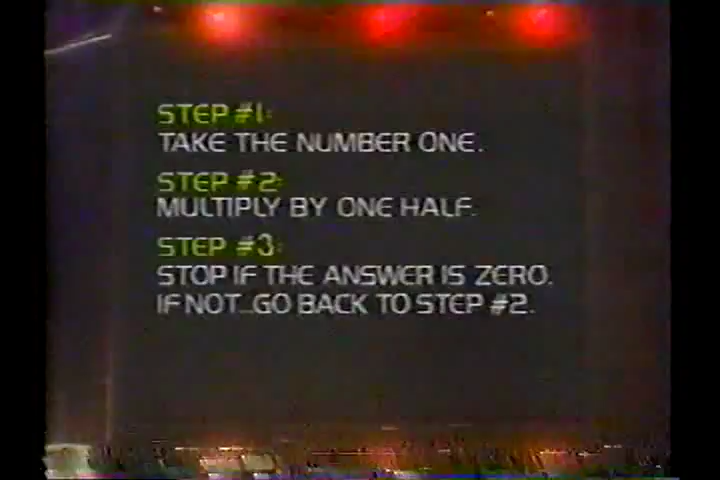 STEP #1:
TAKE THE NUMBER ONE.
STEP #2:
MULTIPLY BY ONE HALF.
STEP #3:
STOP IF THE ANSWER IS ZERO.
IF NOT...GO BACK TO STEP #2.